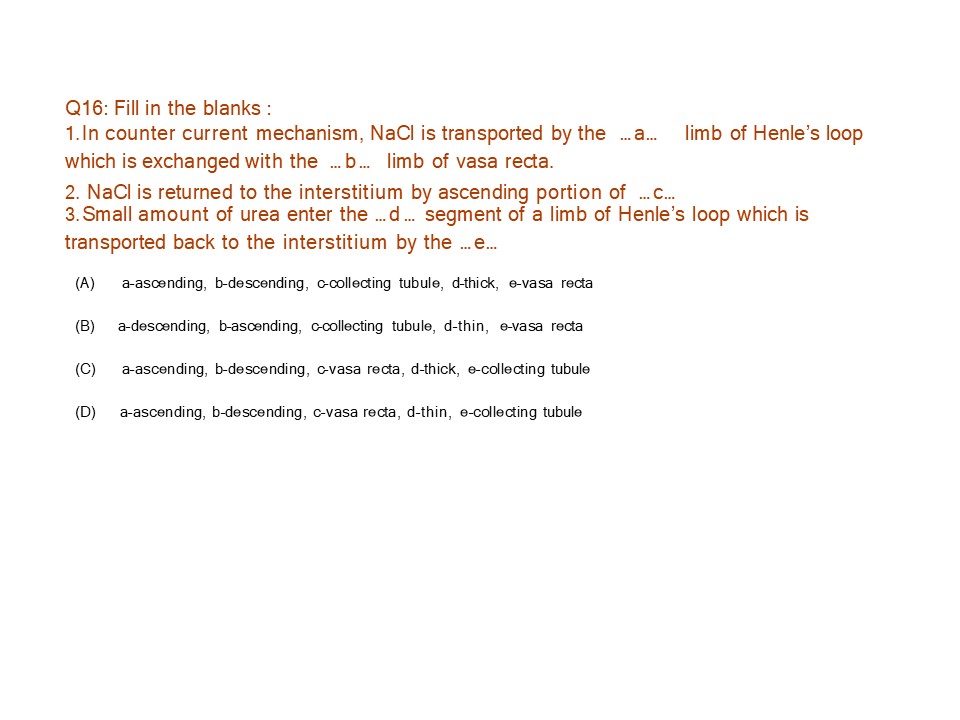 Q16: Fill in the blanks :
1.In counter current mechanism, NaCl is transported by the …a… limb of Henle’s loop
which is exchanged with the …b… limb of vasa recta.
2. NaCl is returned to the interstitium by ascending portion of …c…
3.Small amount of urea enter the …d… segment of a limb of Henle’s loop which is
transported back to the interstitium by the …e…
(A) a-ascending, b-descending, c-collecting tubule, d-thick, e-vasa recta
(B) a-descending, b-ascending, c-collecting tubule, d-thin, e-vasa recta
(C) a-ascending, b-descending, c-vasa recta, d-thick, e-collecting tubule
(D) a-ascending, b-descending, c-vasa recta, d-thin, e-collecting tubule